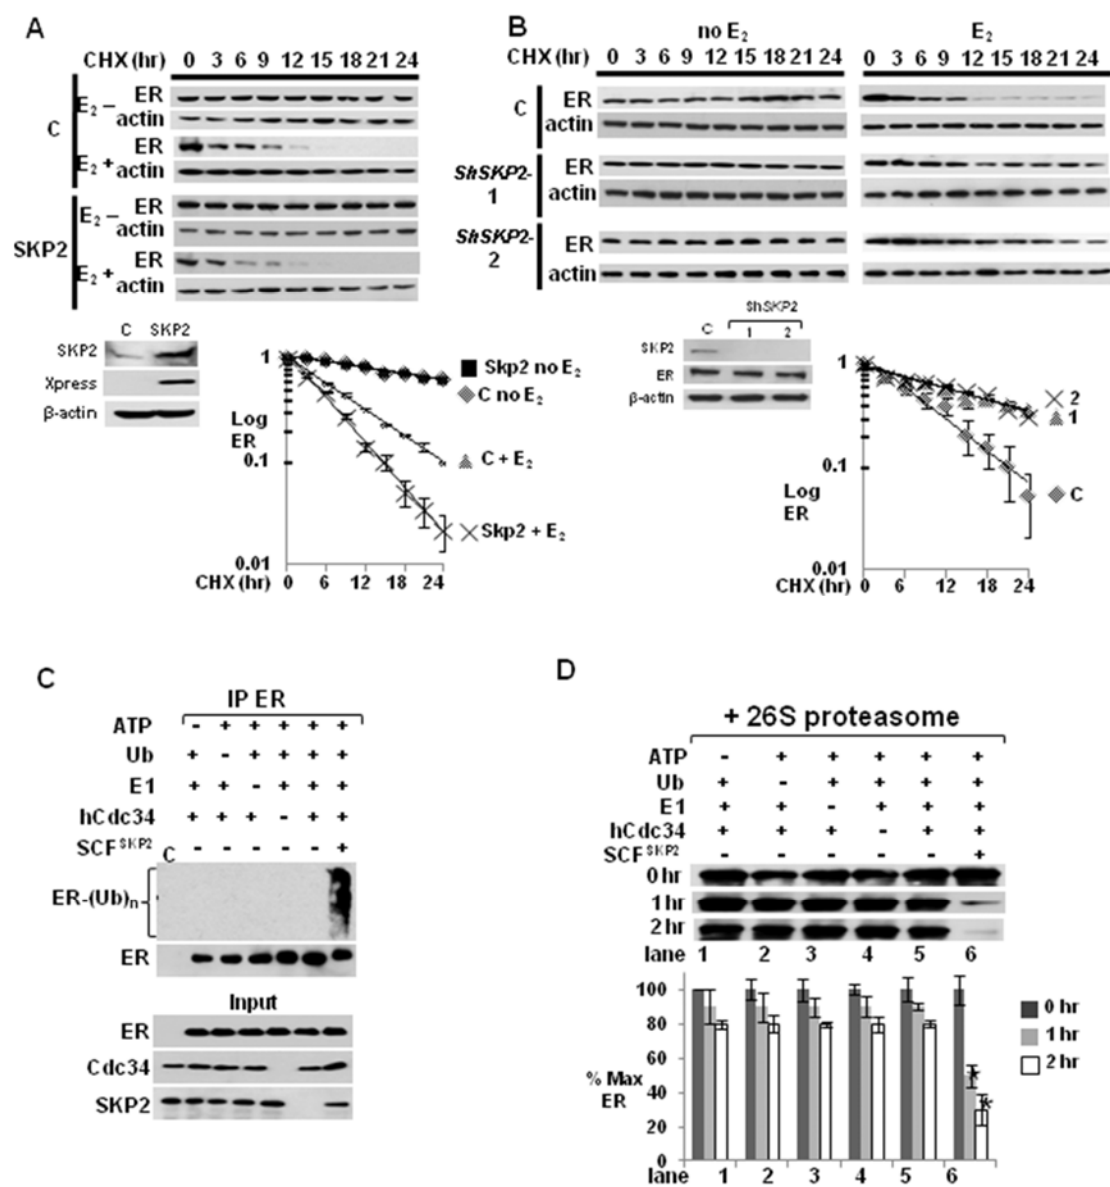 A
CHX (hr) 0 3 6 9 12 15 18 21 24
C
E2 –
ER
actin
E2 +
ER
actin
SKP2
E2 –
ER
actin
E2 +
ER
actin
C SKP2
SKP2
Xpress
β-actin
1
Log
ER
0.1
0.01
Skp2 no E2
C no E2
C + E2
Skp2 + E2
CHX (hr) 0 6 12 18 24
B
no E2
E2
CHX (hr) 0 3 6 9 12 15 18 21 24 0 3 6 9 12 15 18 21 24
C
ER
actin
ShSKP2-
1
ER
actin
ShSKP2-
2
ER
actin
ShSKP2
C 1 2
SKP2
ER
β-actin
1
0.1
Log
ER
0.01
2
1
C
CHX (hr) 0 6 12 18 24
C
IP ER
ATP - + + + + +
Ub + - + + + +
E1 + + - + + +
hCdc34 + + + - + +
SCF SKP2 - - - - - +
C
ER-(Ub)n
ER
Input
ER
Cdc34
SKP2
D
+ 26S proteasome
ATP - + + + + +
Ub + - + + + +
E1 + + - + + +
hCdc34 + + + - + +
SCF SKP2 - - - - - +
0 hr
1 hr
2 hr
lane 1 2 3 4 5 6
100
80
60
% Max
ER
40
20
0
0 hr
1 hr
2 hr
lane 1 2 3 4 5 6